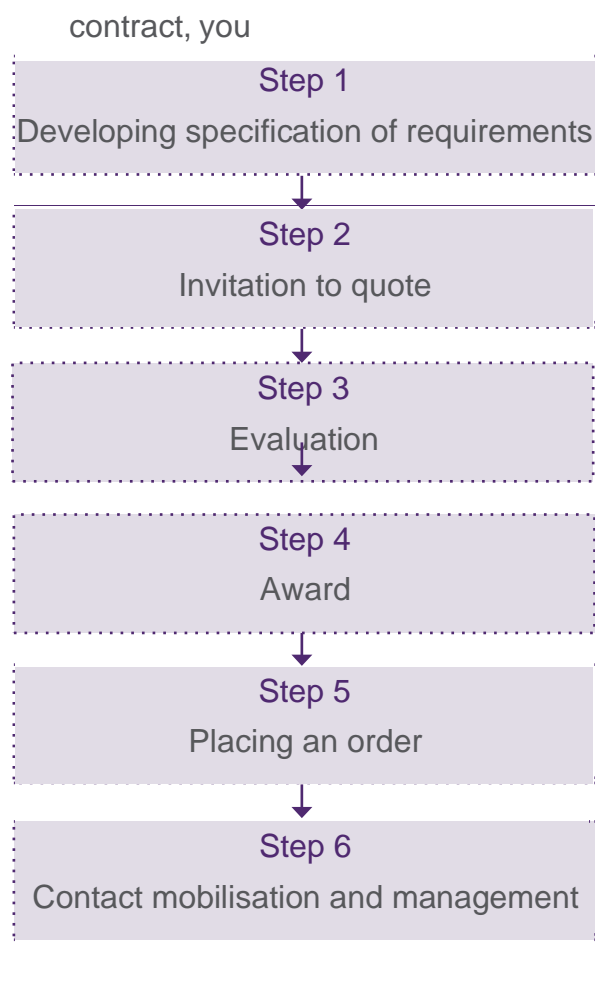 contract, you
Step 1
Developing specification of requirements
Step 2
Invitation to quote
Step 3
Evaluation
Step 4
Award
Step 5
Placing an order
Step 6
Contact mobilisation and management